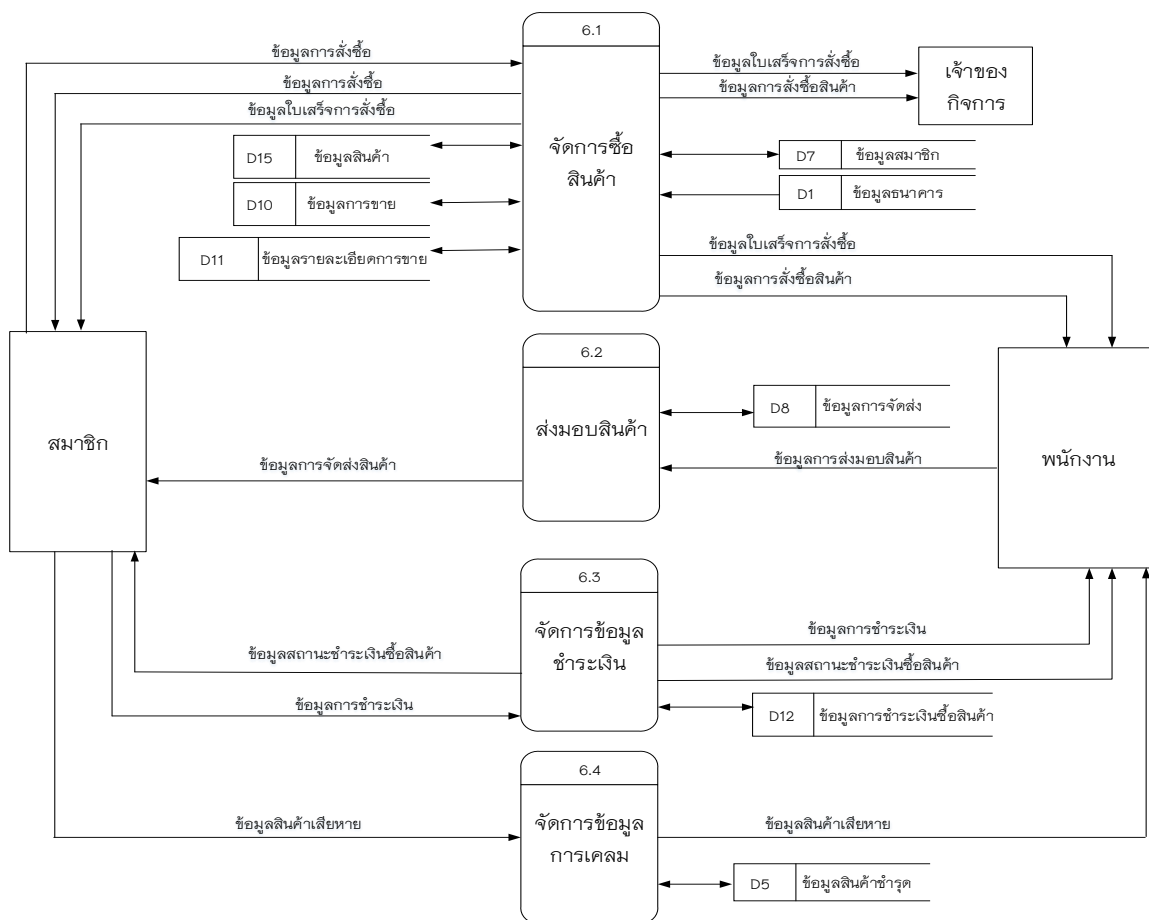 6.1
ข้อมูลการสั่งซื้อ
ข้อมูลใบเสร็จการสั่งซื้อ
เจ้าของ
กิจการ
ข้อมูลการสั่งซื้อ
ข้อมูลการสั่งซื้อสินค้า
ข้อมูลใบเสร็จการสั่งซื้อ
จัดการซื้อ
สินค้า
D15 ข้อมูลสินค้า
D7 ข้อมูลสมาชิก
D10 ข้อมูลการขาย
D1 ข้อมูลธนาคาร
D11 ข้อมูลรายละเอียดการขาย
ข้อมูลใบเสร็จการสั่งซื้อ
ข้อมูลการสั่งซื้อสินค้า
6.2
ส่งมอบสินค้า
D8 ข้อมูลการจัดส่ง
สมาชิก
ข้อมูลการจัดส่งสินค้า
ข้อมูลการส่งมอบสินค้า
พนักงาน
6.3
จัดการข้อมูล
ชำระเงิน
ข้อมูลการชำระเงิน
ข้อมูลสถานะชำระเงินซื้อสินค้า
ข้อมูลสถานะชำระเงินซื้อสินค้า
ข้อมูลการชำระเงิน
D12 ข้อมูลการชำระเงินซื้อสินค้า
6.4
จัดการข้อมูล
การเคลม
ข้อมูลสินค้าเสียหาย
ข้อมูลสินค้าเสียหาย
D5 ข้อมูลสินค้าชำรุด